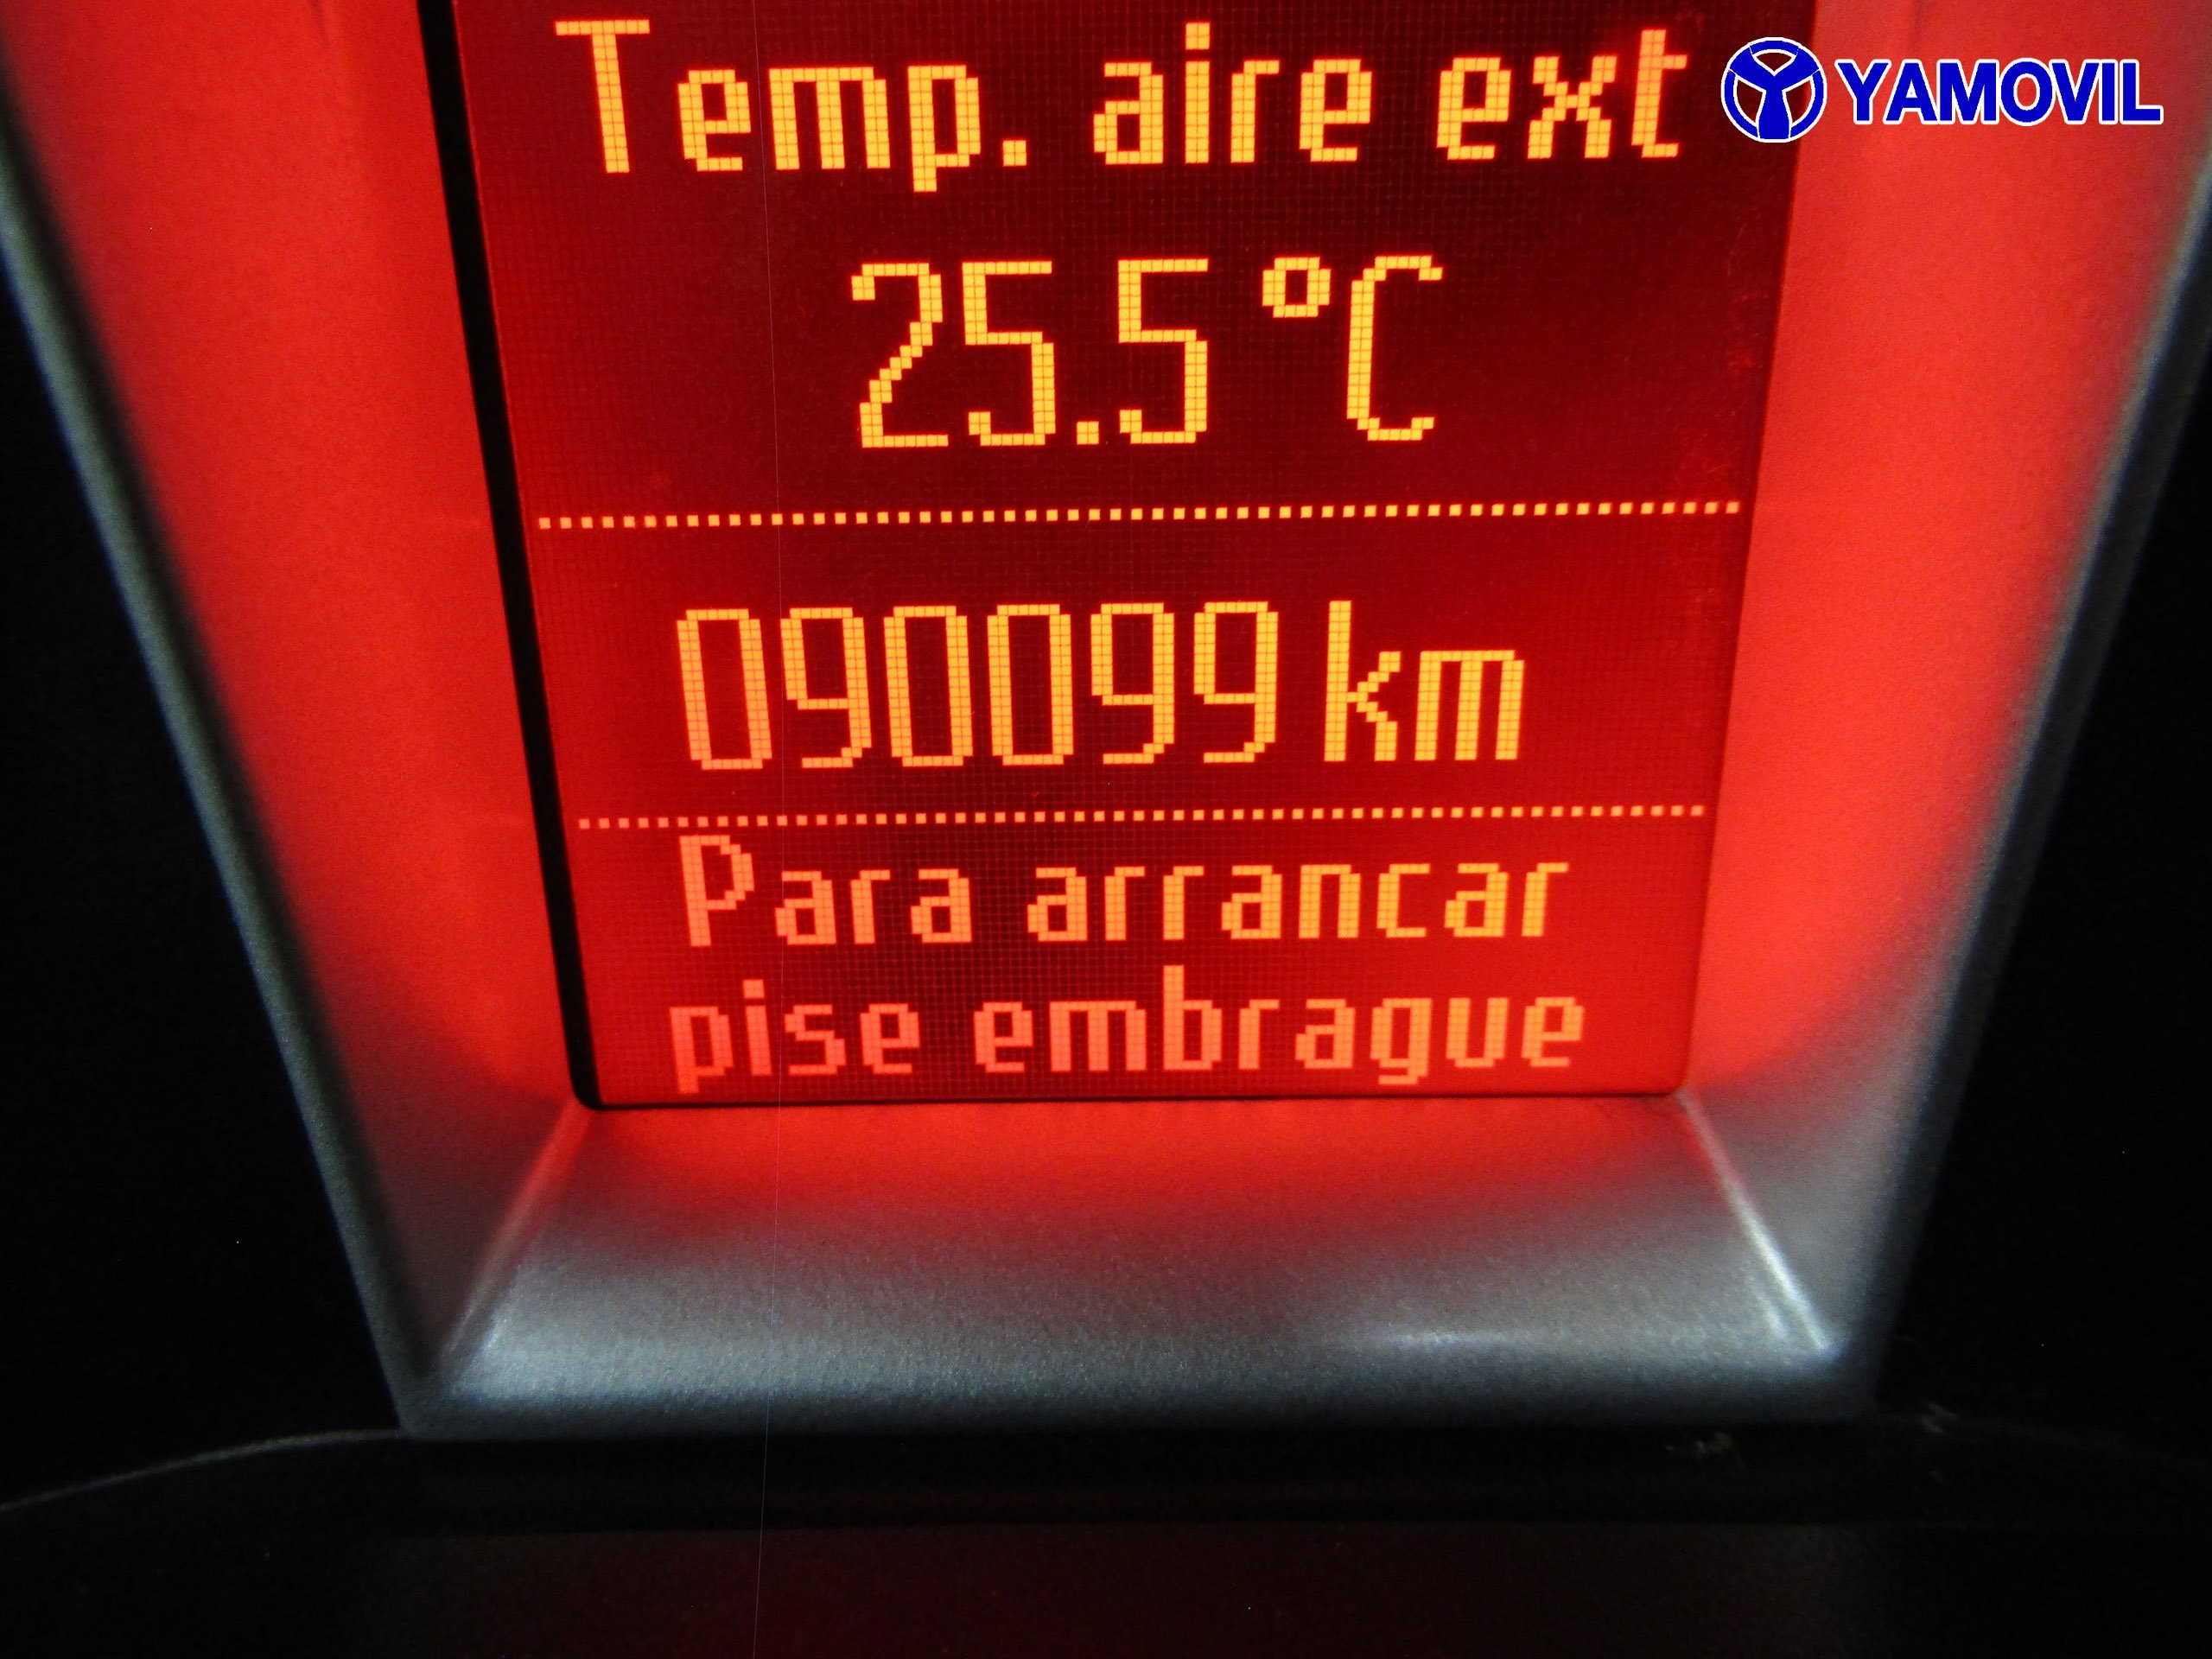 Temp. aire ext
YAMOVIL
25.5 °C
090099 km
Para arrancar
pise embrague